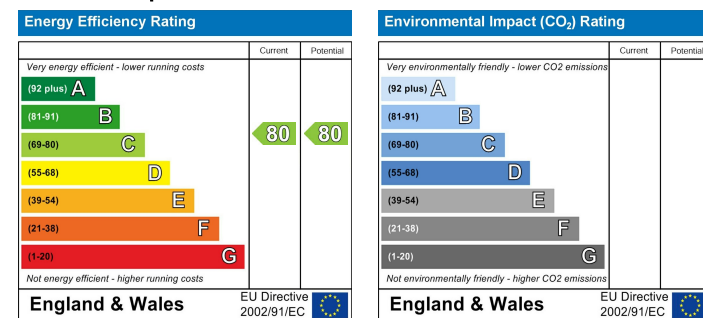 Energy Efficiency Rating
Current Potential
Very energy efficient - lower running costs
(92 plus) A
(81-91) B
(69-80) C
80 80
(55-68) D
(39-54) E
(21-38) F
(1-20) G
Not energy efficient - higher running costs
England & Wales
EU Directive
2002/91/EC
Environmental Impact (CO2) Rating
Current Potential
Very environmentally friendly - lower CO2 emissions
(92 plus) A
(81-91) B
(69-80) C
(55-68) D
(39-54) E
(21-38) F
(1-20) G
Not environmentally friendly - higher CO2 emissions
England & Wales
EU Directive
2002/91/EC